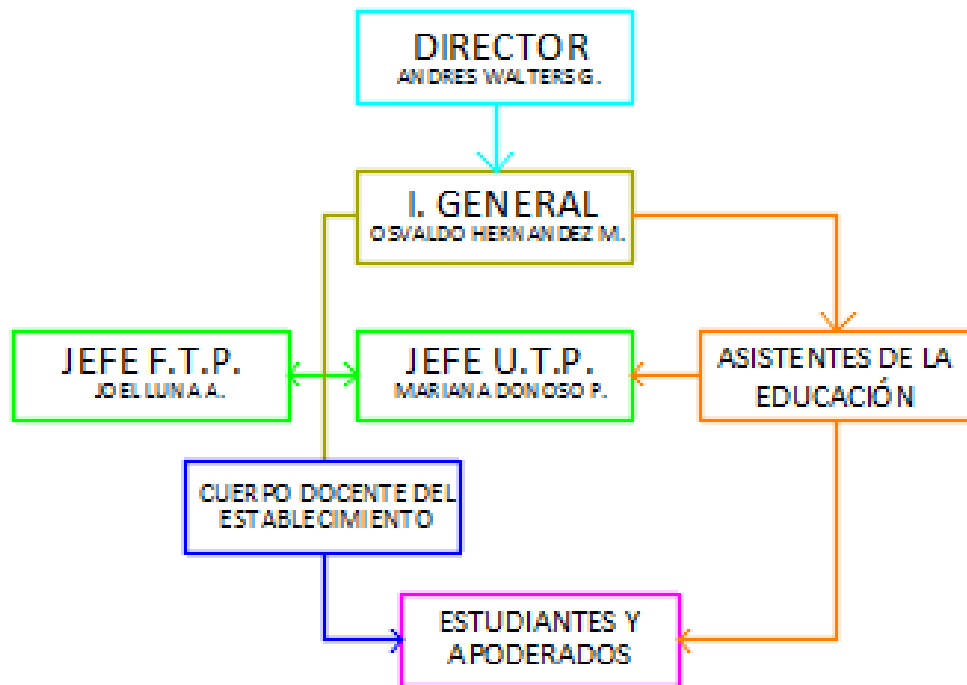 DIRECTOR
ANDRES WALTERS G.
I. GENERAL
OSVALDO HERNANDEZ M.
JEFE F.T.P.
JOEL LUNA A.
JEFE U.T.P.
MARIANA DONOSO P.
ASISTENTES DE LA
EDUCACIÓN
CUERPO DOCENTE DEL
ESTABLECIMIENTO
ESTUDIANTES Y
APODERADOS